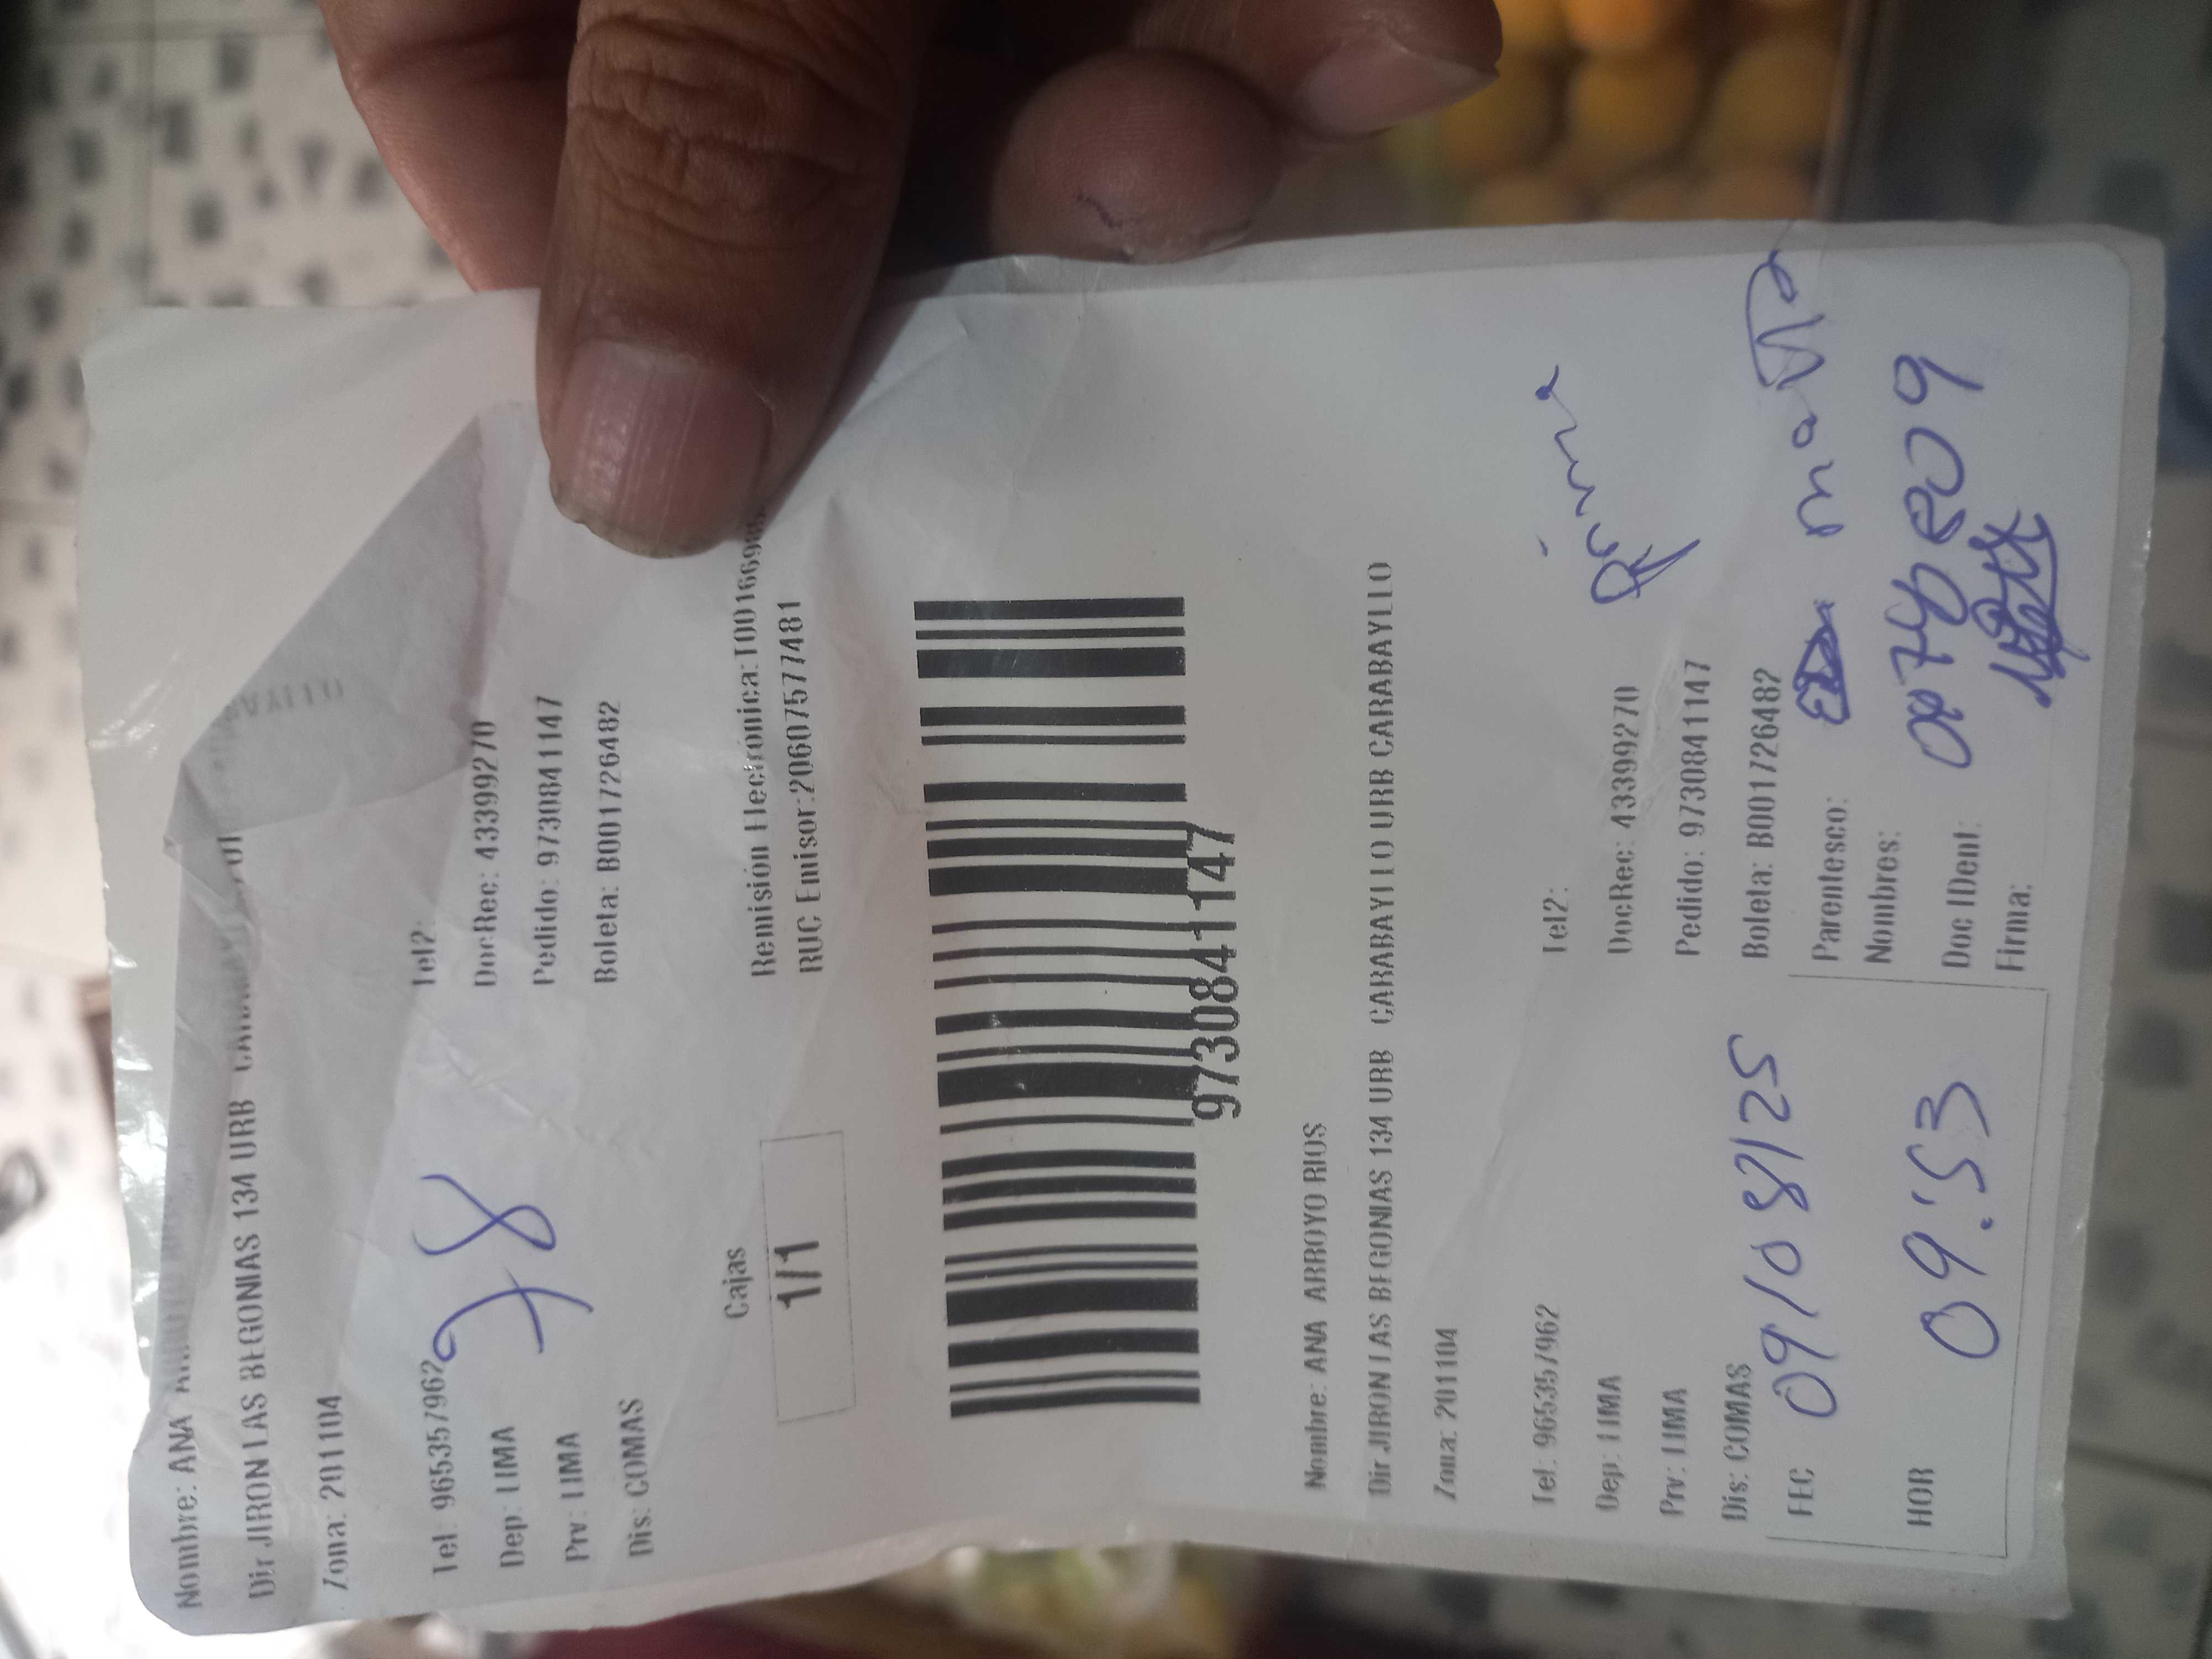 Nombre: ANA
Dir JIRON LAS BEGONIAS 134 URB
Zona: 201104
Tel: 965357962
Tel2:
Dep: LIMA
DocRec: 43399270
Prv: LIMA
Pedido: 9730841147
Dis: COMAS
Boleta: B001726482
78
Cajas
1/1
Remisión Electrónica:T0016698
RUC Emisor:20607577481
9730841147
Nombre: ANA ARROYO RIOS
Dir JIRON LAS BEGONIAS 134 URB CARABAYLLO URB CARABAYLLO
Zona: 201104
Tel: 965357962
Tel2:
Dep: LIMA
DocRec: 43399270
Prv: LIMA
Pedido: 9730841147
Dis: COMAS
Boleta: B001726482
FEC 09/08/25
Parentesco:
Nombres:
HOR 09:53
Doc IDent:
Firma: